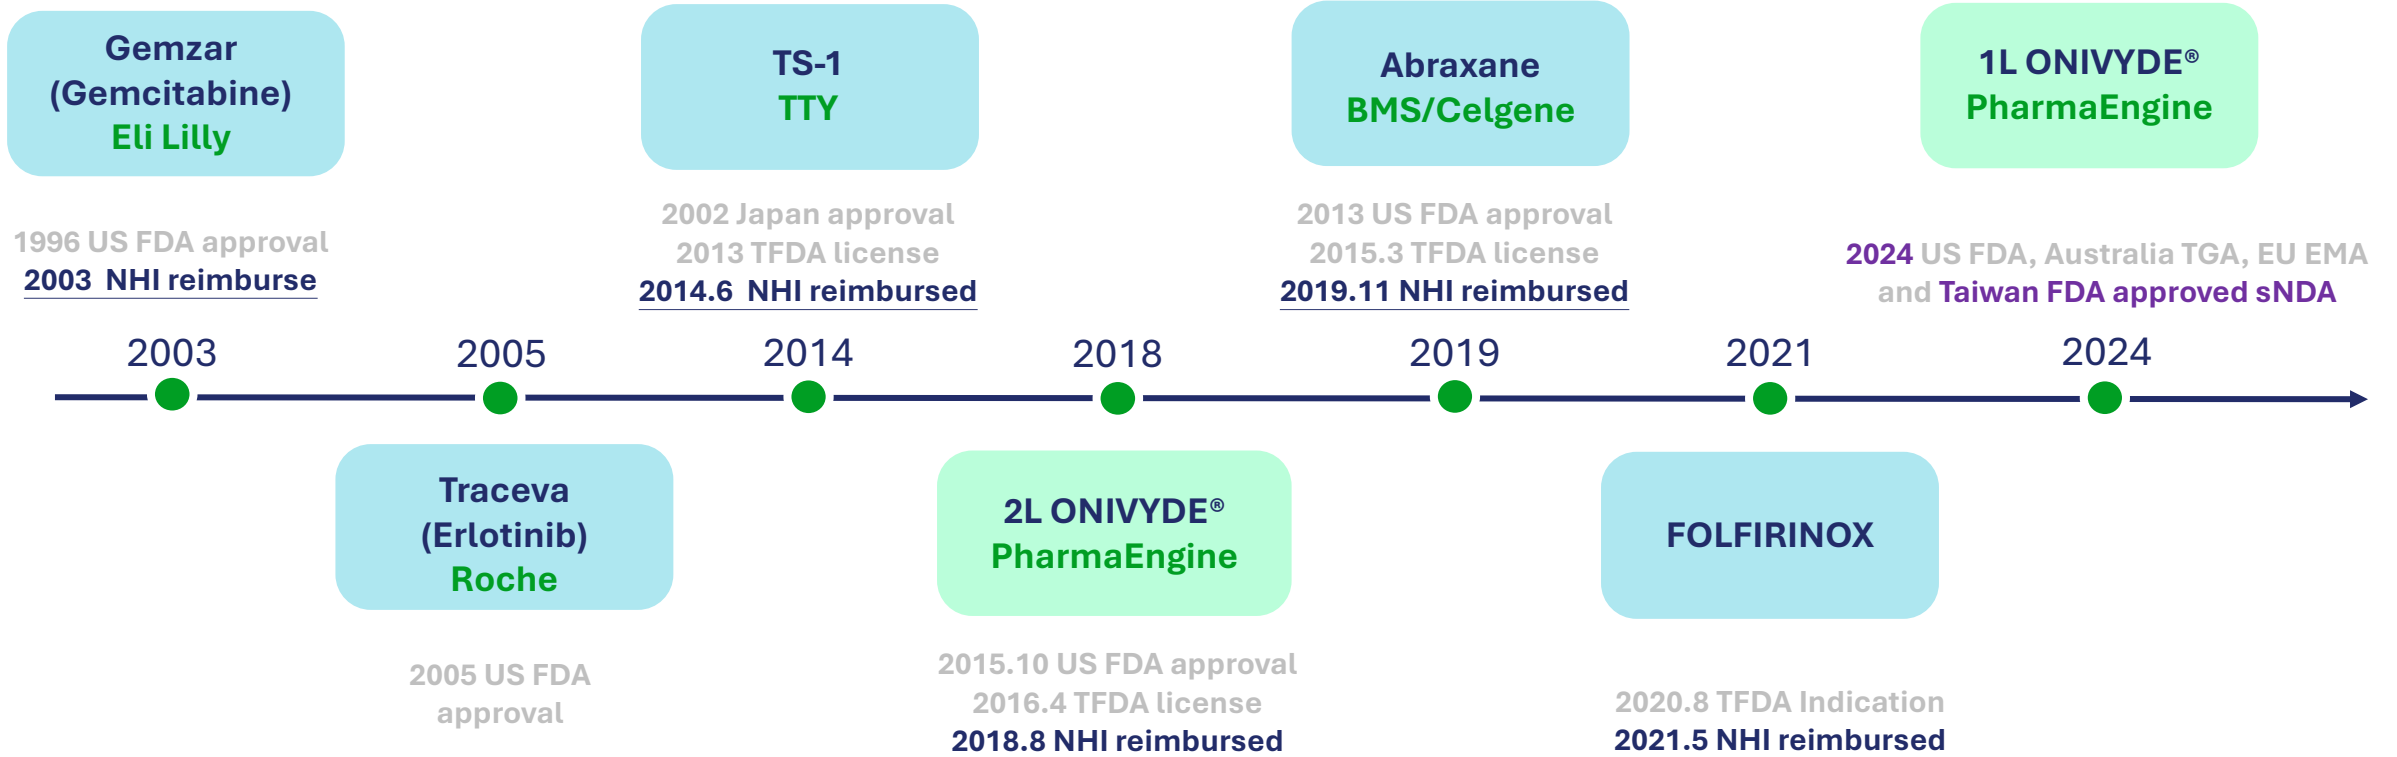 Gemzar
(Gemcitabine)
Eli Lilly
1996 US FDA approval
2003 NHI reimburse
TS-1
TTY
2002 Japan approval
2013 TFDA license
2014.6 NHI reimbursed
Abraxane
BMS/Celgene
2013 US FDA approval
2015.3 TFDA license
2019.11 NHI reimbursed
1L ONIVYDE®
PharmaEngine
2024 US FDA, Australia TGA, EU EMA
and Taiwan FDA approved sNDA
2003
2005
2014
2018
2019
2021
2024
Traceva
(Erlotinib)
Roche
2005 US FDA
approval
2L ONIVYDE®
PharmaEngine
2015.10 US FDA approval
2016.4 TFDA license
2018.8 NHI reimbursed
FOLFIRINOX
2020.8 TFDA Indication
2021.5 NHI reimbursed